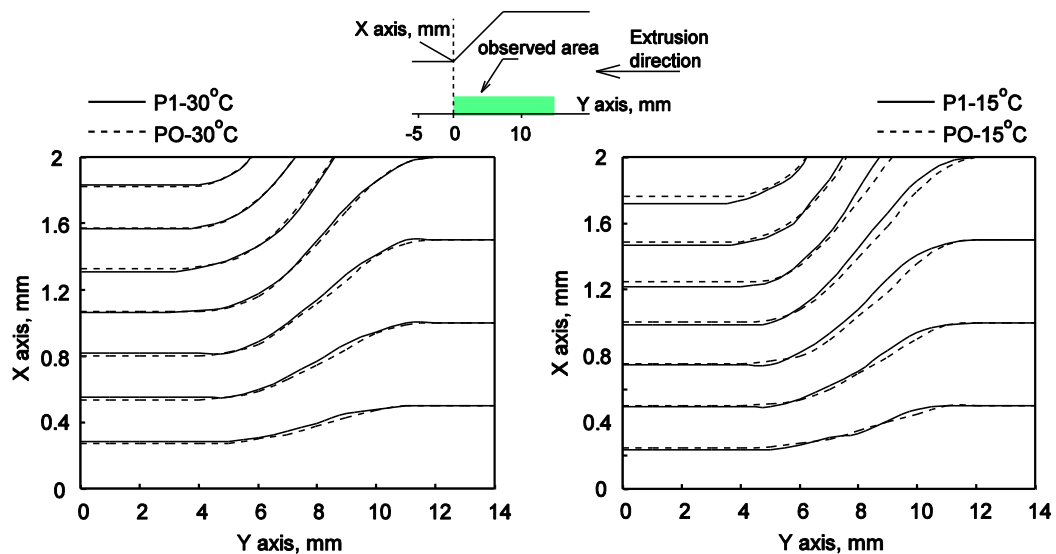 X axis, mm
observed area
Extrusion
direction
Y axis, mm
-5 0 10
P1-30°C
PO-30°C
P1-15°C
PO-15°C
2
1.6
1.2
0.8
0.4
0
X axis, mm
0 2 4 6 8 10 12 14
Y axis, mm
2
1.6
1.2
0.8
0.4
0
X axis, mm
0 2 4 6 8 10 12 14
Y axis, mm